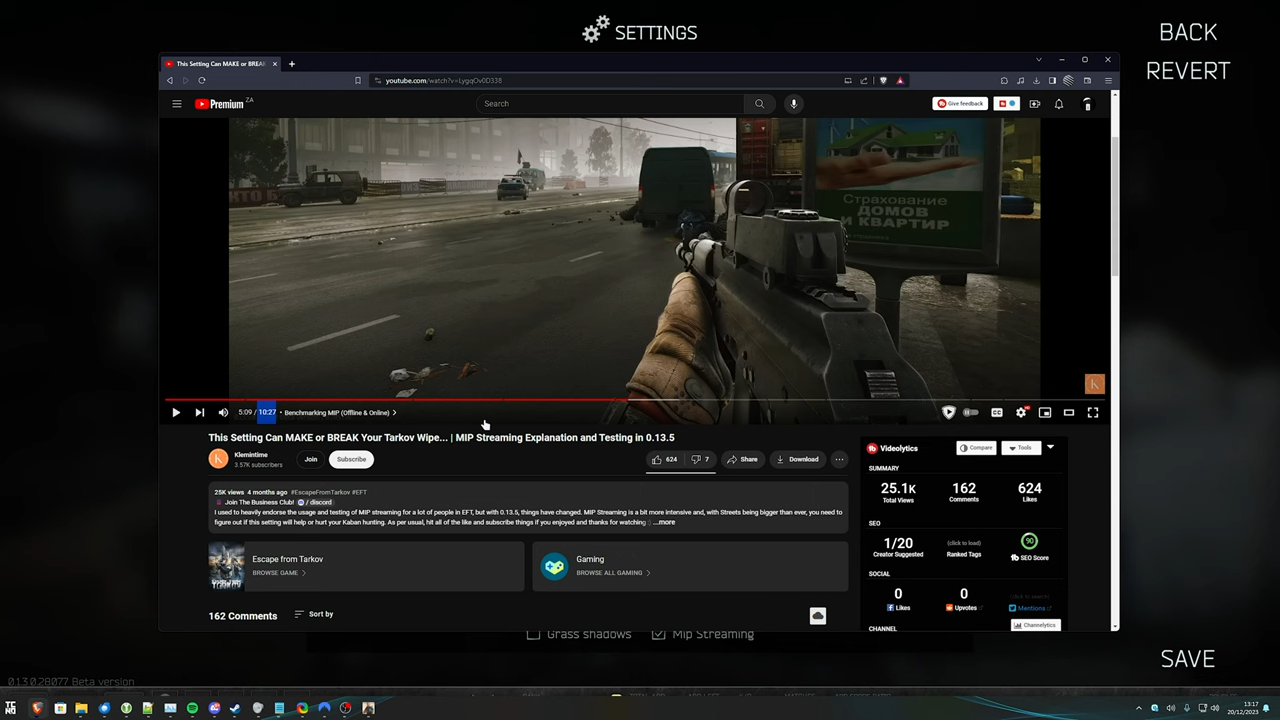 SETTINGS
BACK
REVERT
This Setting Can MAKE or BREAK
youtube.com/watch?v=LygqOv0D338
Premium ZA
Search
Give feedback
Страхование
ДОМОВ
И КВАРТИР
K
5:09 / 10:27 • Benchmarking MIP (Offline & Online)
CC
This Setting Can MAKE or BREAK Your Tarkov Wipe... | MIP Streaming Explanation and Testing in 0.13.5
K
Klemintime
3.57K subscribers
Join
Subscribe
624
7
Share
Download
25K views 4 months ago #EscapeFromTarkov #EFT
Join The Business Club! / discord
I used to heavily endorse the usage and testing of MIP streaming for a lot of people in EFT, but with 0.13.5, things have changed. MIP Streaming is a bit more intensive and, with Streets being bigger than ever, you need to
figure out if this setting will help or hurt your Kaban hunting. As per usual, hit all of the like and subscribe things if you enjoyed and thanks for watching ...more
Escape from Tarkov
BROWSE GAME
Gaming
BROWSE ALL GAMING
162 Comments
Sort by
Videolytics
Compare
Tools
SUMMARY
25.1K
Total Views
162
Comments
624
Likes
SEO
1/20
Creator Suggested
(click to load)
Ranked Tags
90
SEO Score
SOCIAL
0
Likes
0
Upvotes
(click to search)
Mentions
CHANNEL
Channelytics
Grass shadows
Mip Streaming
SAVE
0.13.0.28077 Beta version
13:17
20/12/2023